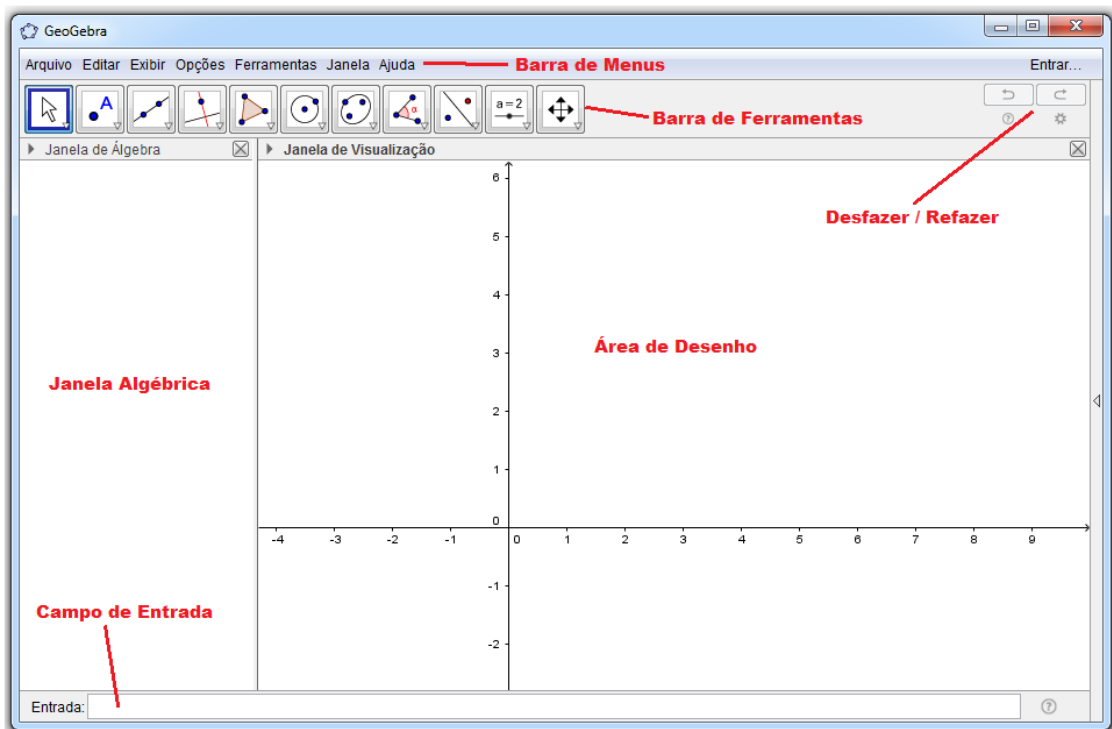 GeoGebra
Arquivo Editar Exibir Opções Ferramentas Janela Ajuda
Barra de Menus
Entrar...
A
α
a=2
Barra de Ferramentas
Janela de Álgebra
Janela de Visualização
Desfazer / Refazer
6
5
4
3
2
1
0
-1
-2
Área de Desenho
Janela Algébrica
-4 -3 -2 -1 0 1 2 3 4 5 6 7 8 9
Campo de Entrada
Entrada: